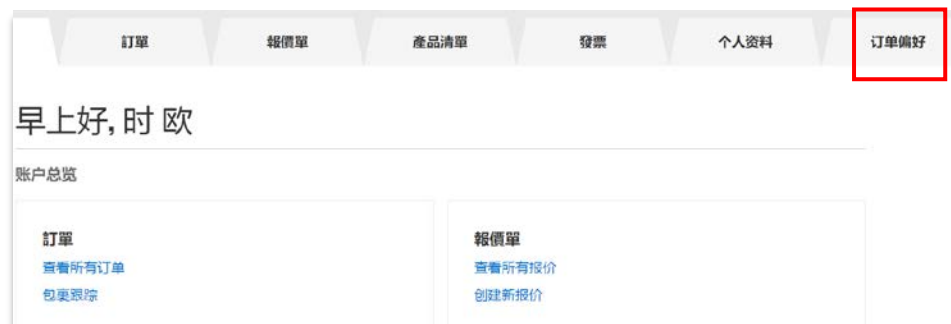 訂單 報價單 產品清單 發票 个人资料 订单偏好
早上好, 时 欧
账户总览
訂單 報價單
查看所有订单 查看所有报价
包裹跟踪 创建新报价